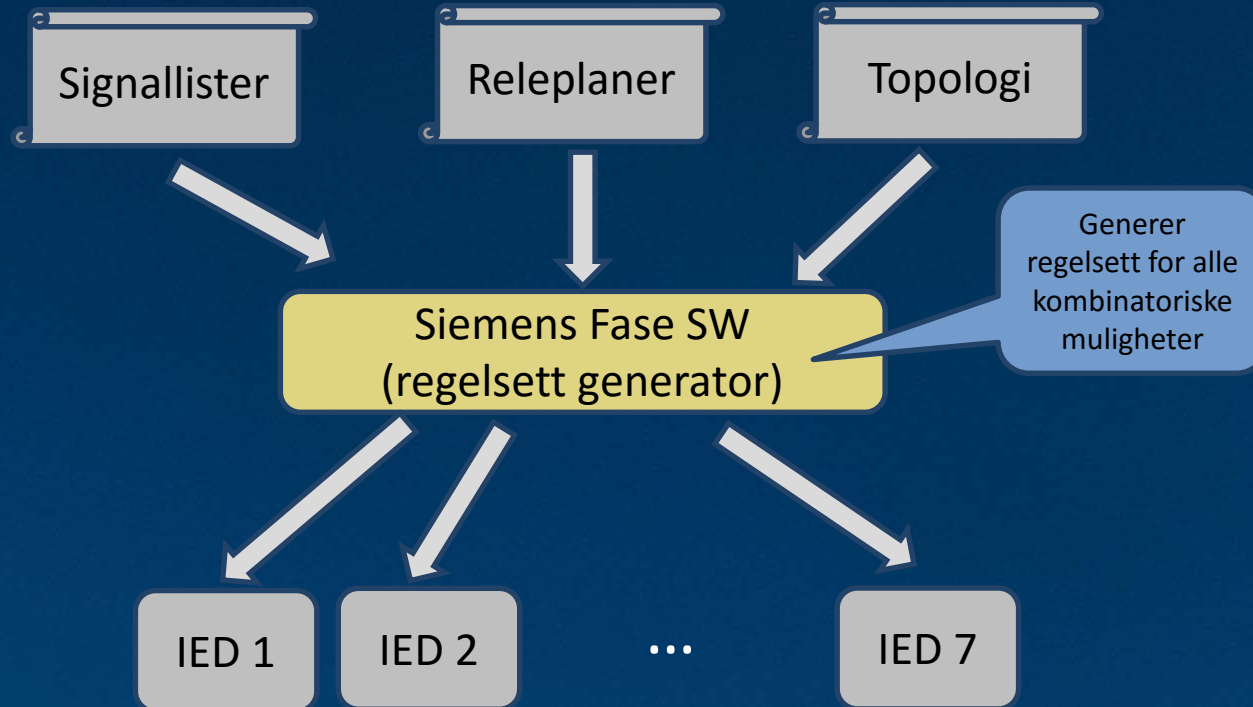 Signallister
Releplaner
Topologi
Generer
regelsett for alle
kombinatoriske
muligheter
Siemens Fase SW
(regelsett generator)
IED 1
IED 2
...
IED 7